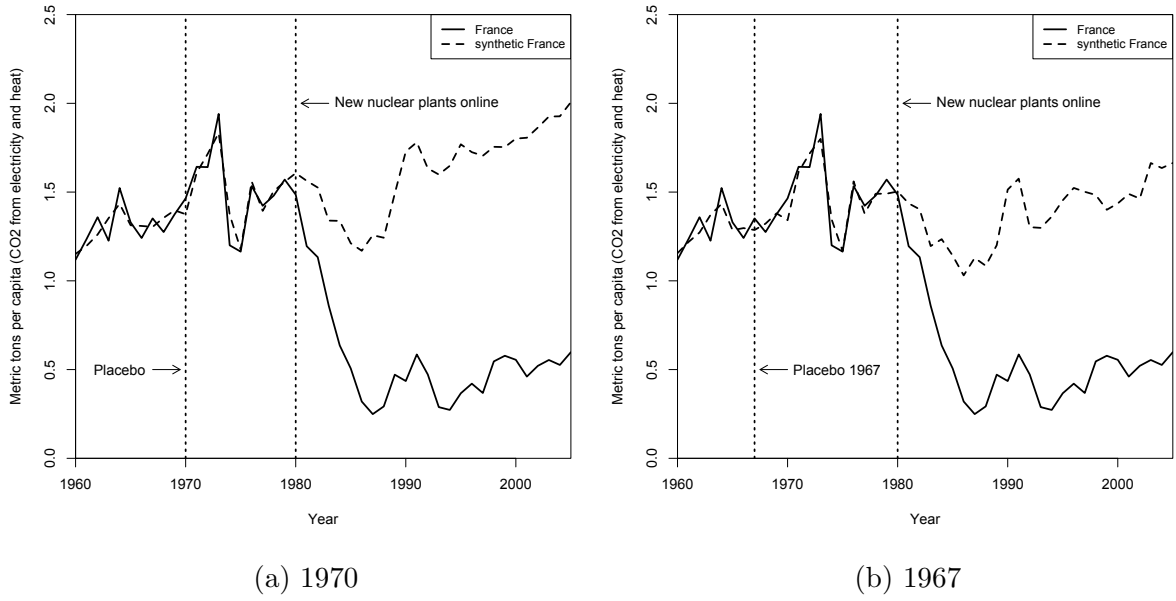 Metric tons per capita (CO2 from electricity and heat)
2.5
2.0
1.5
1.0
0.5
0.0
France
synthetic France
New nuclear plants online
Placebo
1960 1970 1980 1990 2000
Year
(a) 1970
Metric tons per capita (CO2 from electricity and heat)
2.5
2.0
1.5
1.0
0.5
0.0
France
synthetic France
New nuclear plants online
Placebo 1967
1960 1970 1980 1990 2000
Year
(b) 1967